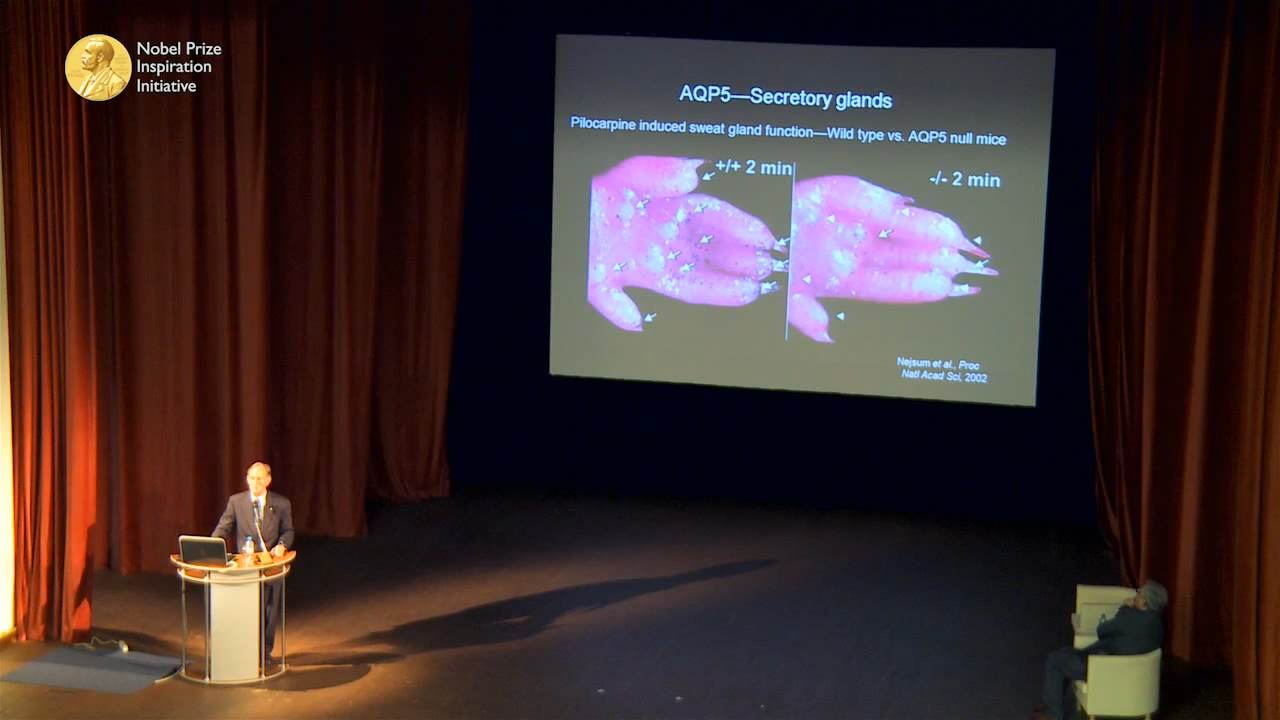 Nobel Prize
Inspiration
Initiative
AQP5—Secretory glands
Pilocarpine induced sweat gland function—Wild type vs. AQP5 null mice
+/+ 2 min
-/- 2 min
Nejsum et al., Proc
Natl Acad Sci, 2002